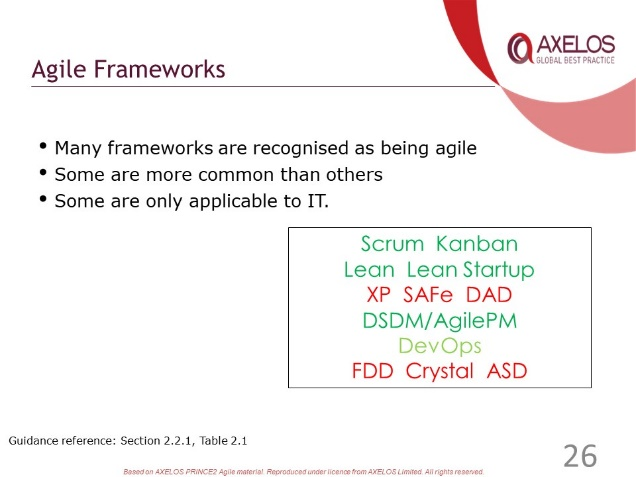 AXELOS
GLOBAL BEST PRACTICE
Agile Frameworks
• Many frameworks are recognised as being agile
• Some are more common than others
• Some are only applicable to IT.
Scrum Kanban
Lean Lean Startup
XP SAFe DAD
DSDM/AgilePM
DevOps
FDD Crystal ASD
Guidance reference: Section 2.2.1, Table 2.1
26
Based on AXELOS PRINCE2 Agile material. Reproduced under licence from AXELOS Limited. All rights reserved.